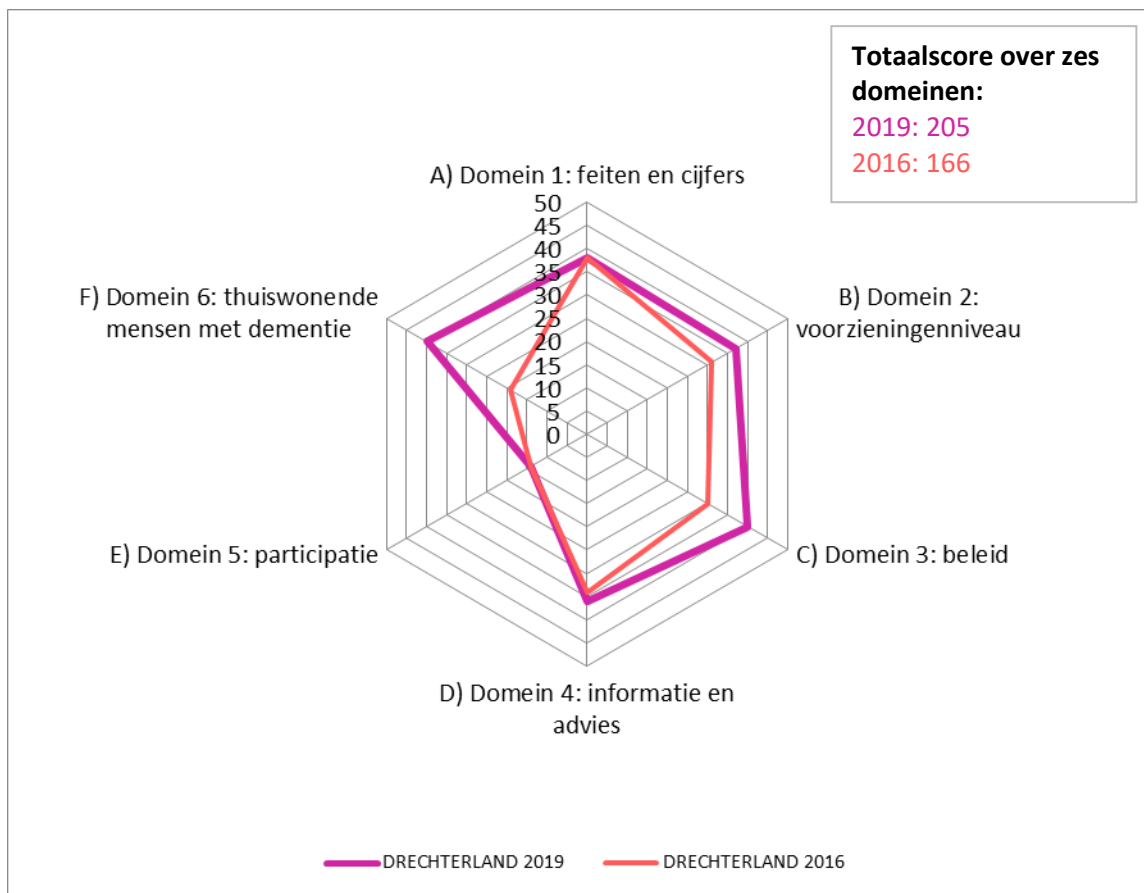 Totaalscore over zes
domeinen:
2019: 205
2016: 166
A) Domein 1: feiten en cijfers
50
45
40
35
30
25
20
15
10
5
0
B) Domein 2:
voorzieningenniveau
C) Domein 3: beleid
D) Domein 4: informatie en
advies
E) Domein 5: participatie
F) Domein 6: thuiswonende
mensen met dementie
DRECHTERLAND 2019
DRECHTERLAND 2016